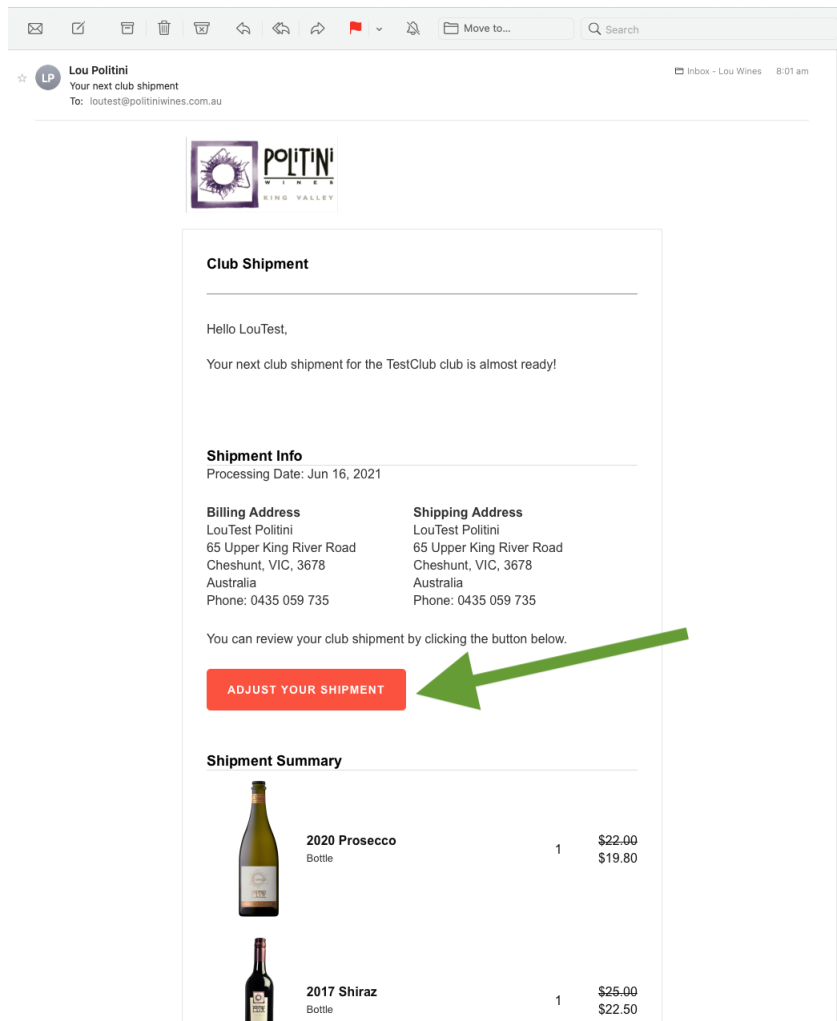 Move to...
Search
LP
Lou Politini
Your next club shipment
To: loutest@politiniwines.com.au
Inbox - Lou Wines 8:01 am
POLITINI
WINES
KING VALLEY
Club Shipment
Hello LouTest,
Your next club shipment for the TestClub club is almost ready!
Shipment Info
Processing Date: Jun 16, 2021
Billing Address
LouTest Politini
65 Upper King River Road
Cheshunt, VIC, 3678
Australia
Phone: 0435 059 735
Shipping Address
LouTest Politini
65 Upper King River Road
Cheshunt, VIC, 3678
Australia
Phone: 0435 059 735
You can review your club shipment by clicking the button below.
ADJUST YOUR SHIPMENT
Shipment Summary
2020 Prosecco
Bottle
1
$22.00
$19.80
2017 Shiraz
Bottle
1
$25.00
$22.50